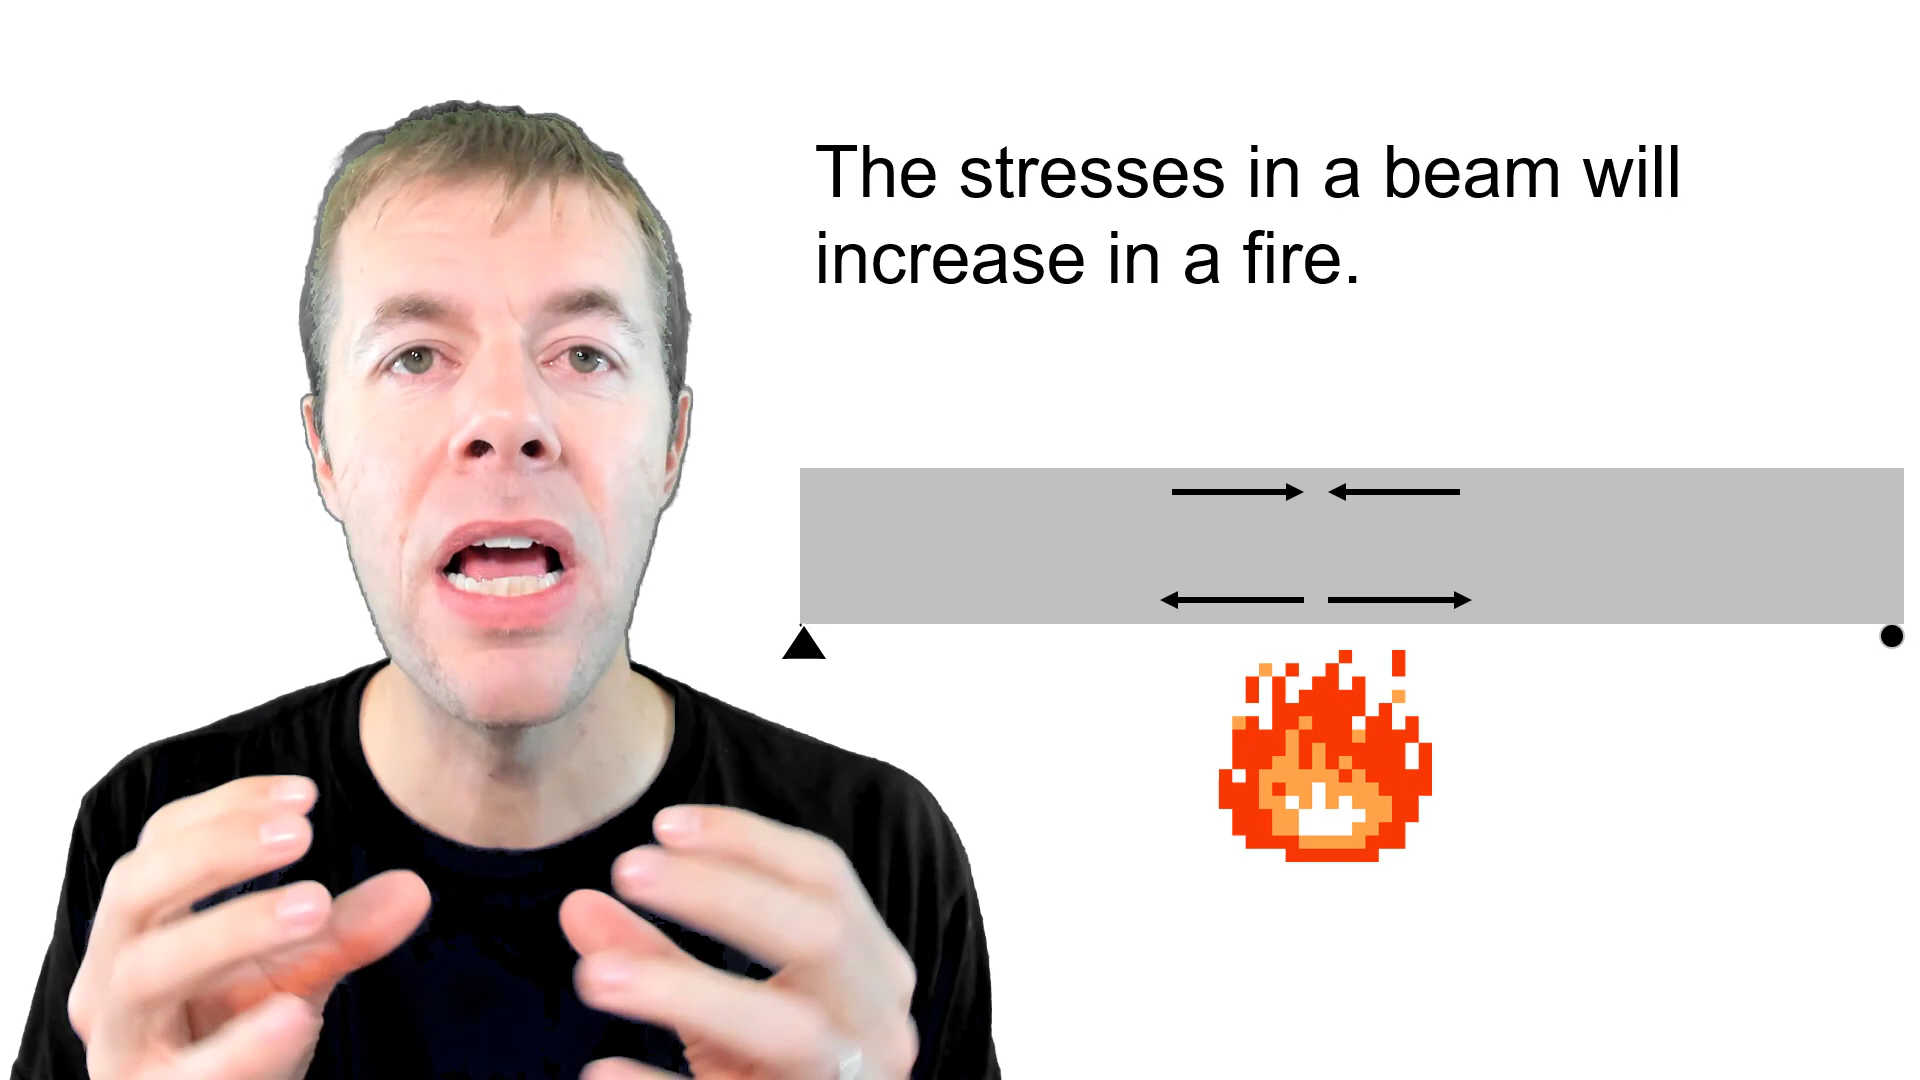 The stresses in a beam will
increase in a fire.